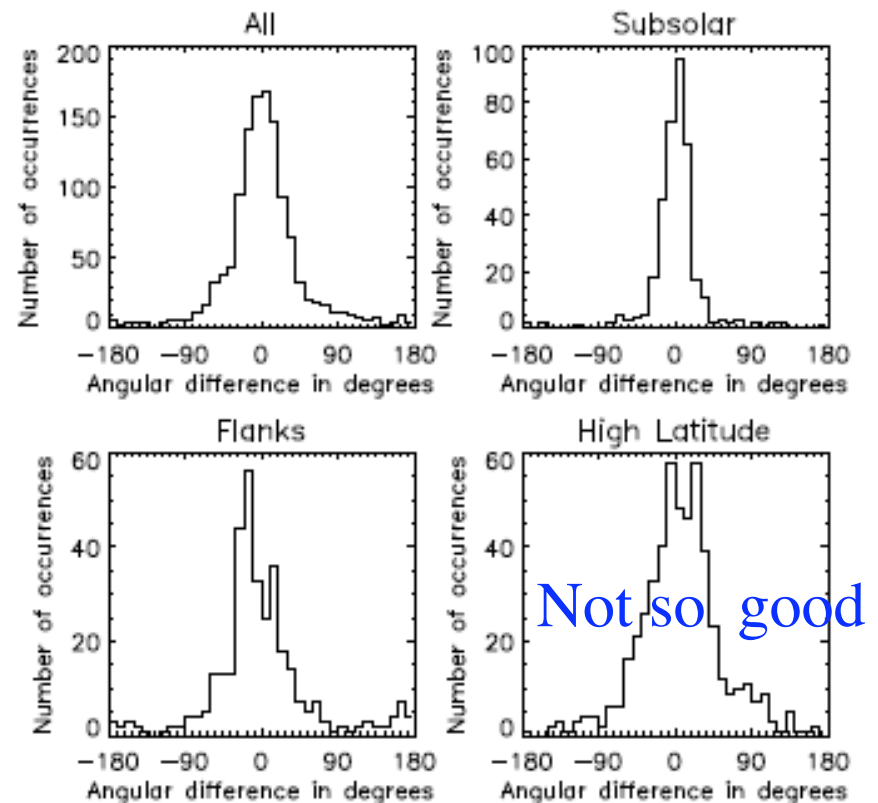 All
Number of occurrences
200
150
100
50
0
-180 -90 0 90 180
Angular difference in degrees
Subsolar
Number of occurrences
100
80
60
40
20
0
-180 -90 0 90 180
Angular difference in degrees
Flanks
Number of occurrences
60
40
20
0
-180 -90 0 90 180
Angular difference in degrees
High Latitude
Number of occurrences
60
40
20
0
-180 -90 0 90 180
Angular difference in degrees
Not so good